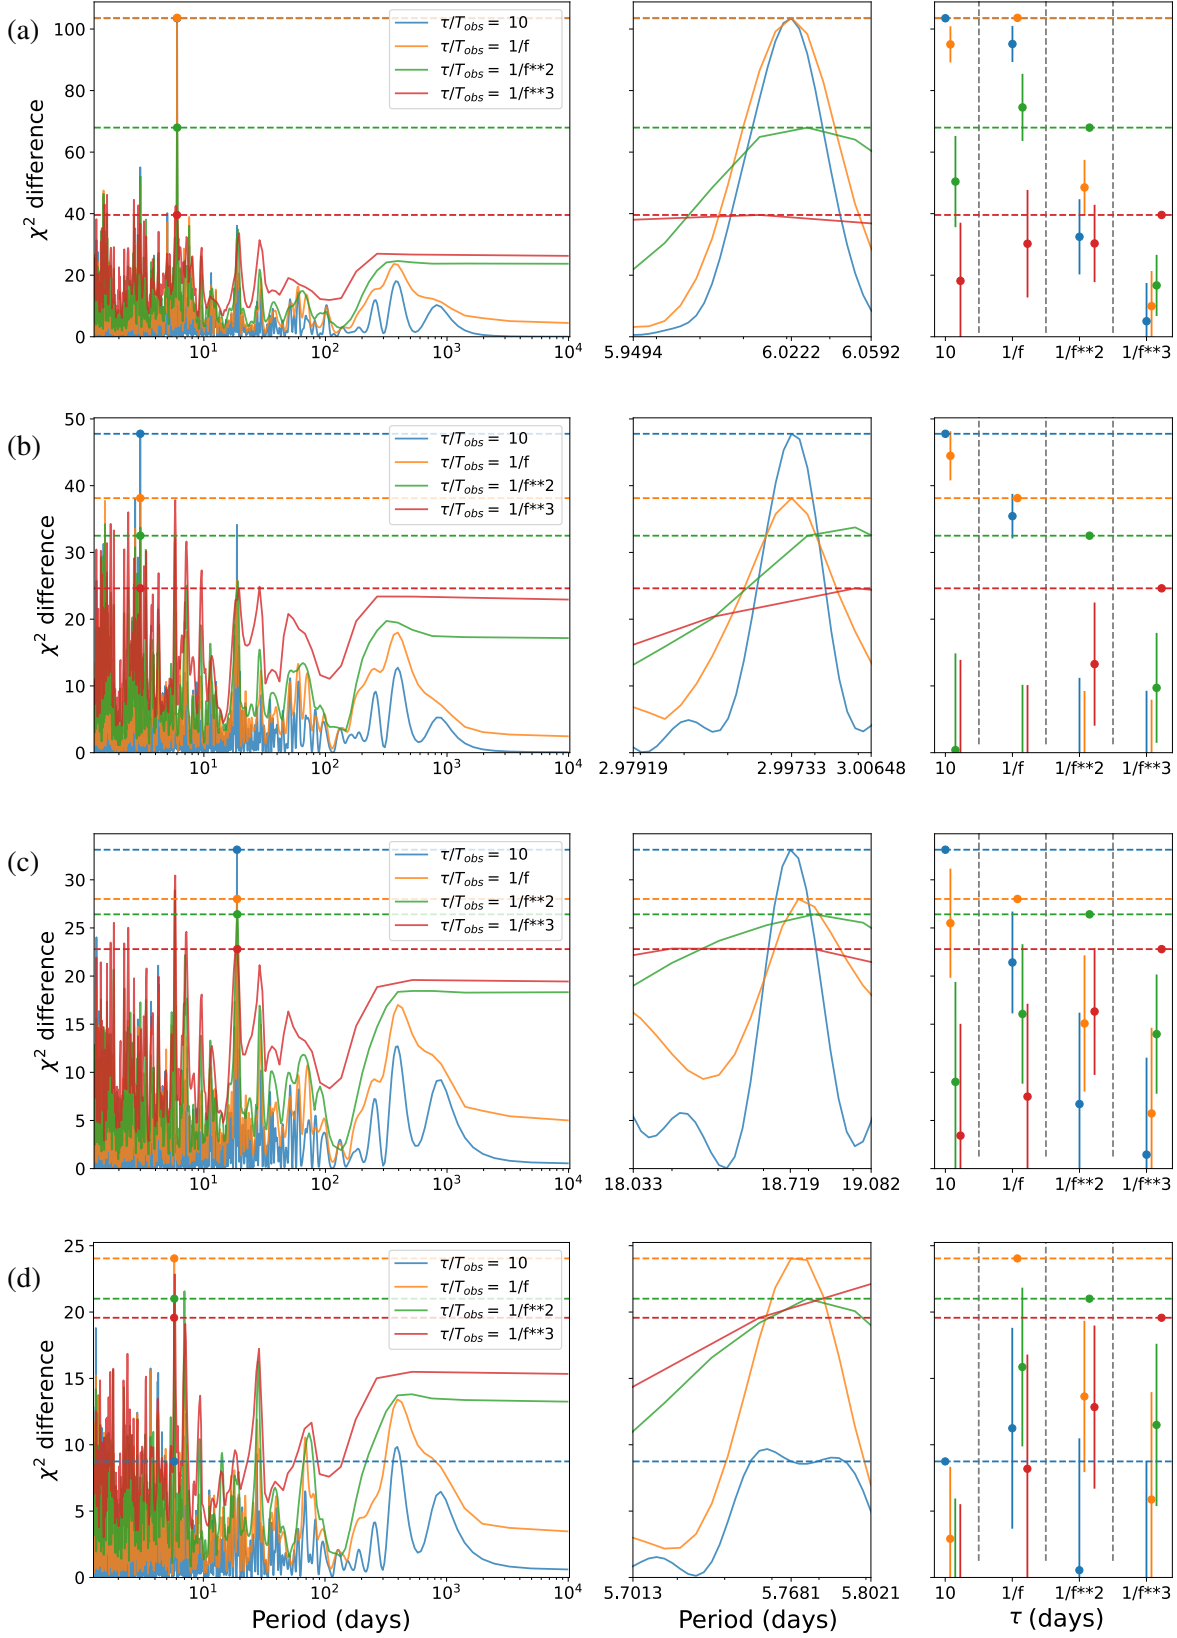 (a)
χ² difference
100
80
60
40
20
0
10¹ 10² 10³ 10⁴
τ/T_obs = 10
τ/T_obs = 1/f
τ/T_obs = 1/f**2
τ/T_obs = 1/f**3
5.9494 6.0222 6.0592
10 1/f 1/f**2 1/f**3
(b)
χ² difference
50
40
30
20
10
0
10¹ 10² 10³ 10⁴
τ/T_obs = 10
τ/T_obs = 1/f
τ/T_obs = 1/f**2
τ/T_obs = 1/f**3
2.97919 2.99733 3.00648
10 1/f 1/f**2 1/f**3
(c)
χ² difference
30
25
20
15
10
5
0
10¹ 10² 10³ 10⁴
τ/T_obs = 10
τ/T_obs = 1/f
τ/T_obs = 1/f**2
τ/T_obs = 1/f**3
18.033 18.719 19.082
10 1/f 1/f**2 1/f**3
(d)
χ² difference
25
20
15
10
5
0
10¹ 10² 10³ 10⁴
τ/T_obs = 10
τ/T_obs = 1/f
τ/T_obs = 1/f**2
τ/T_obs = 1/f**3
5.7013 5.7681 5.8021
10 1/f 1/f**2 1/f**3
Period (days) Period (days) τ (days)